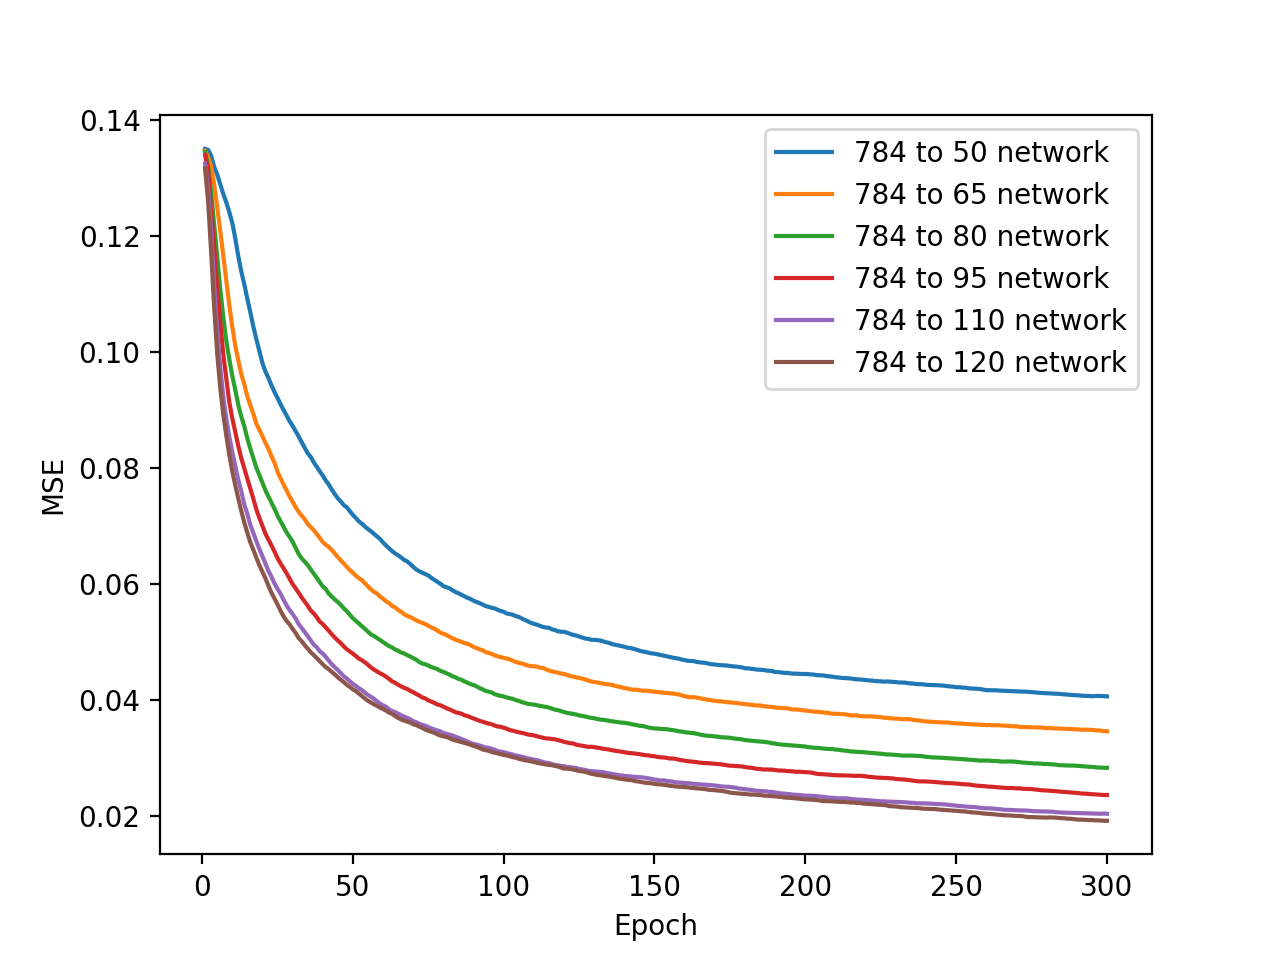 0.14
0.12
0.10
0.08
0.06
0.04
0.02
MSE
784 to 50 network
784 to 65 network
784 to 80 network
784 to 95 network
784 to 110 network
784 to 120 network
0 50 100 150 200 250 300
Epoch